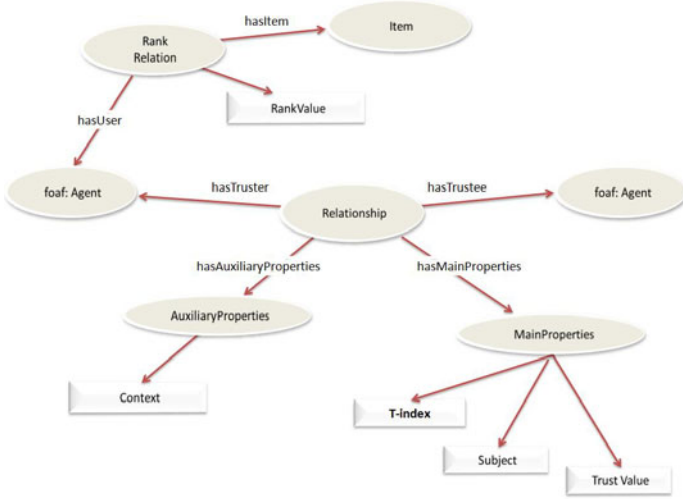 hasItem
Item
Rank
Relation
RankValue
hasUser
foaf: Agent
hasTruster
hasTrustee
foaf: Agent
Relationship
hasAuxiliaryProperties
hasMainProperties
AuxiliaryProperties
MainProperties
Context
T-index
Subject
Trust Value